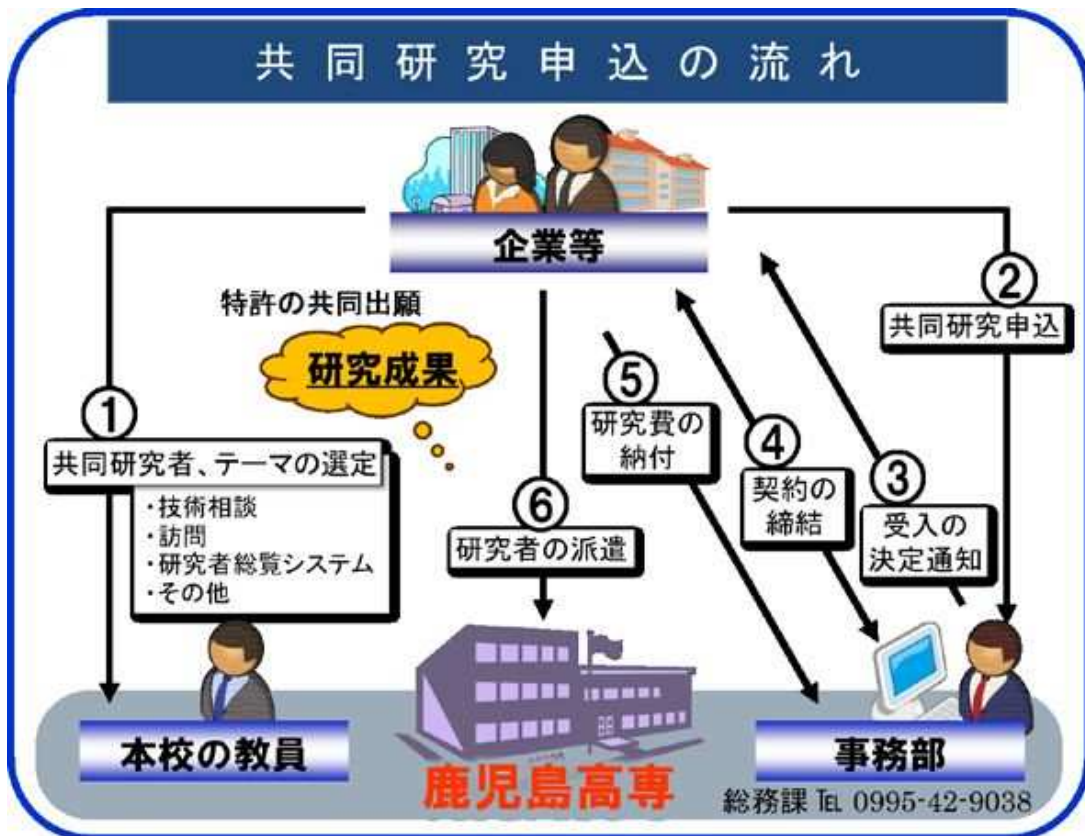 共同研究申込の流れ
企業等
特許の共同出願
研究成果
①
共同研究者、テーマの選定
・技術相談
・訪問
・研究者総覧システム
・その他
②
共同研究申込
③
受入の
決定通知
④
契約の
締結
⑤
研究費の
納付
⑥
研究者の派遣
本校の教員
鹿児島高専
事務部
総務課 ℡ 0995-42-9038